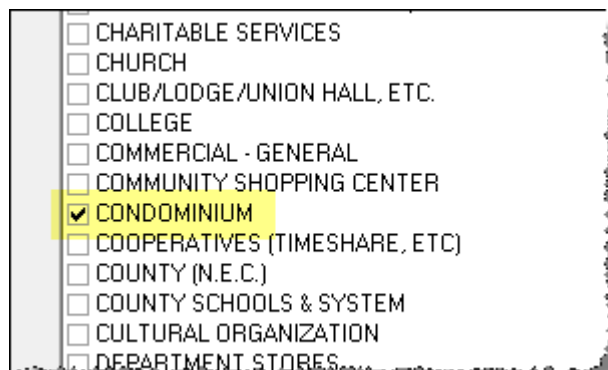 CHARITABLE SERVICES
CHURCH
CLUB/LODGE/UNION HALL, ETC.
COLLEGE
COMMERCIAL - GENERAL
COMMUNITY SHOPPING CENTER
CONDOMINIUM
COOPERATIVES (TIMESHARE, ETC)
COUNTY (N.E.C.)
COUNTY SCHOOLS & SYSTEM
CULTURAL ORGANIZATION
DEPARTMENT STORES